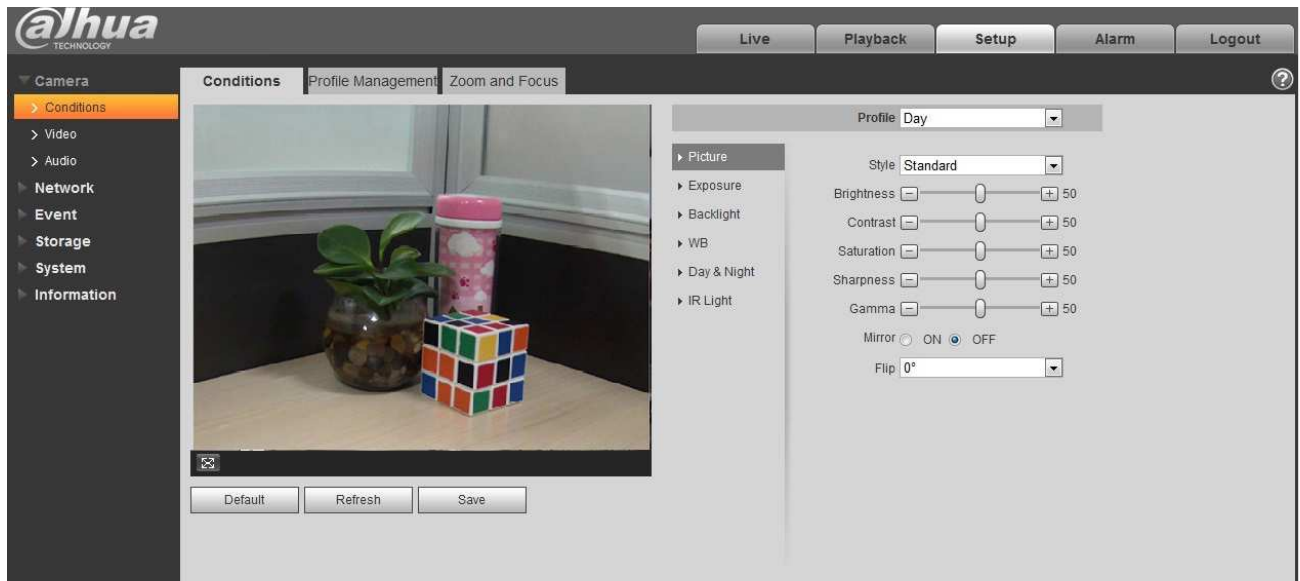 alhua
TECHNOLOGY
Live
Playback
Setup
Alarm
Logout
Camera
Conditions
Video
Audio
Network
Event
Storage
System
Information
Conditions
Profile Management
Zoom and Focus
?
Profile Day
Picture
Exposure
Backlight
WB
Day & Night
IR Light
Style Standard
Brightness - + 50
Contrast - + 50
Saturation - + 50
Sharpness - + 50
Gamma - + 50
Mirror ON OFF
Flip 0°
Default
Refresh
Save